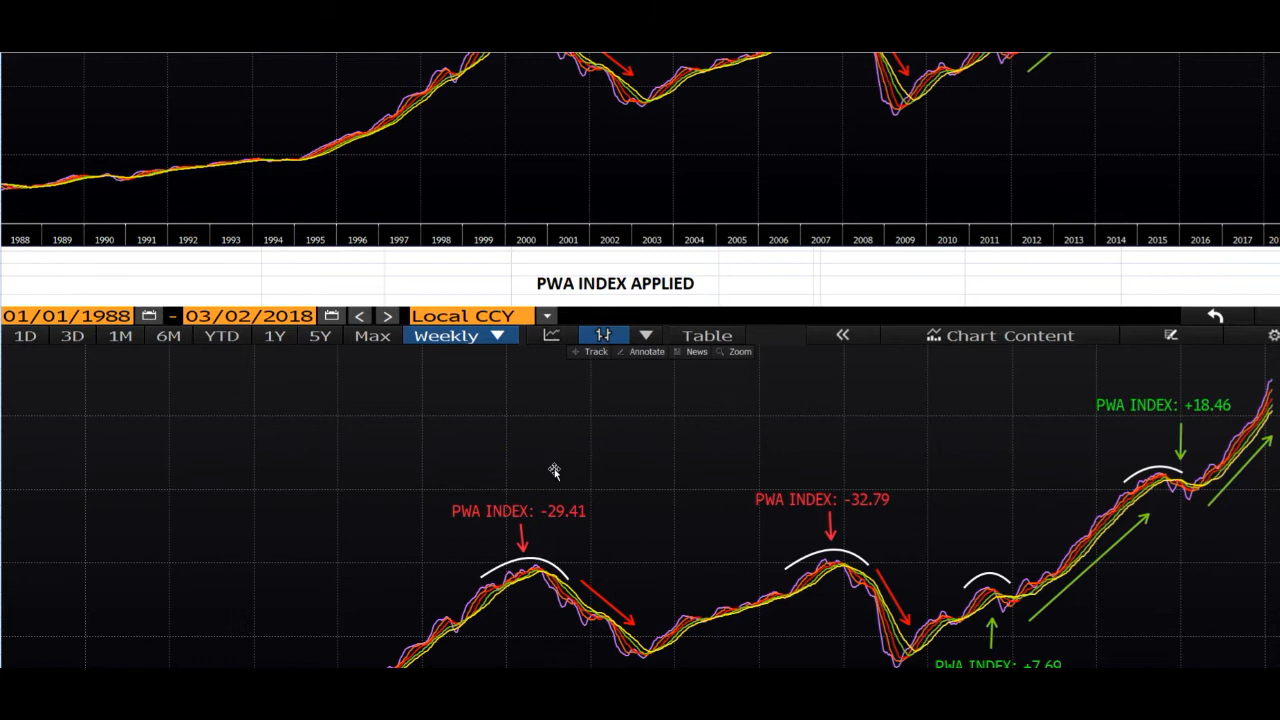 1988 1989 1990 1991 1992 1993 1994 1995 1996 1997 1998 1999 2000 2001 2002 2003 2004 2005 2006 2007 2008 2009 2010 2011 2012 2013 2014 2015 2016 2017 20
PWA INDEX APPLIED
01/01/1988 - 03/02/2018 Local CCY
1D 3D 1M 6M YTD 1Y 5Y Max Weekly Table Chart Content
Track Annotate News Zoom
PWA INDEX: +18.46
PWA INDEX: -32.79
PWA INDEX: -29.41
PWA INDEX: +7.69